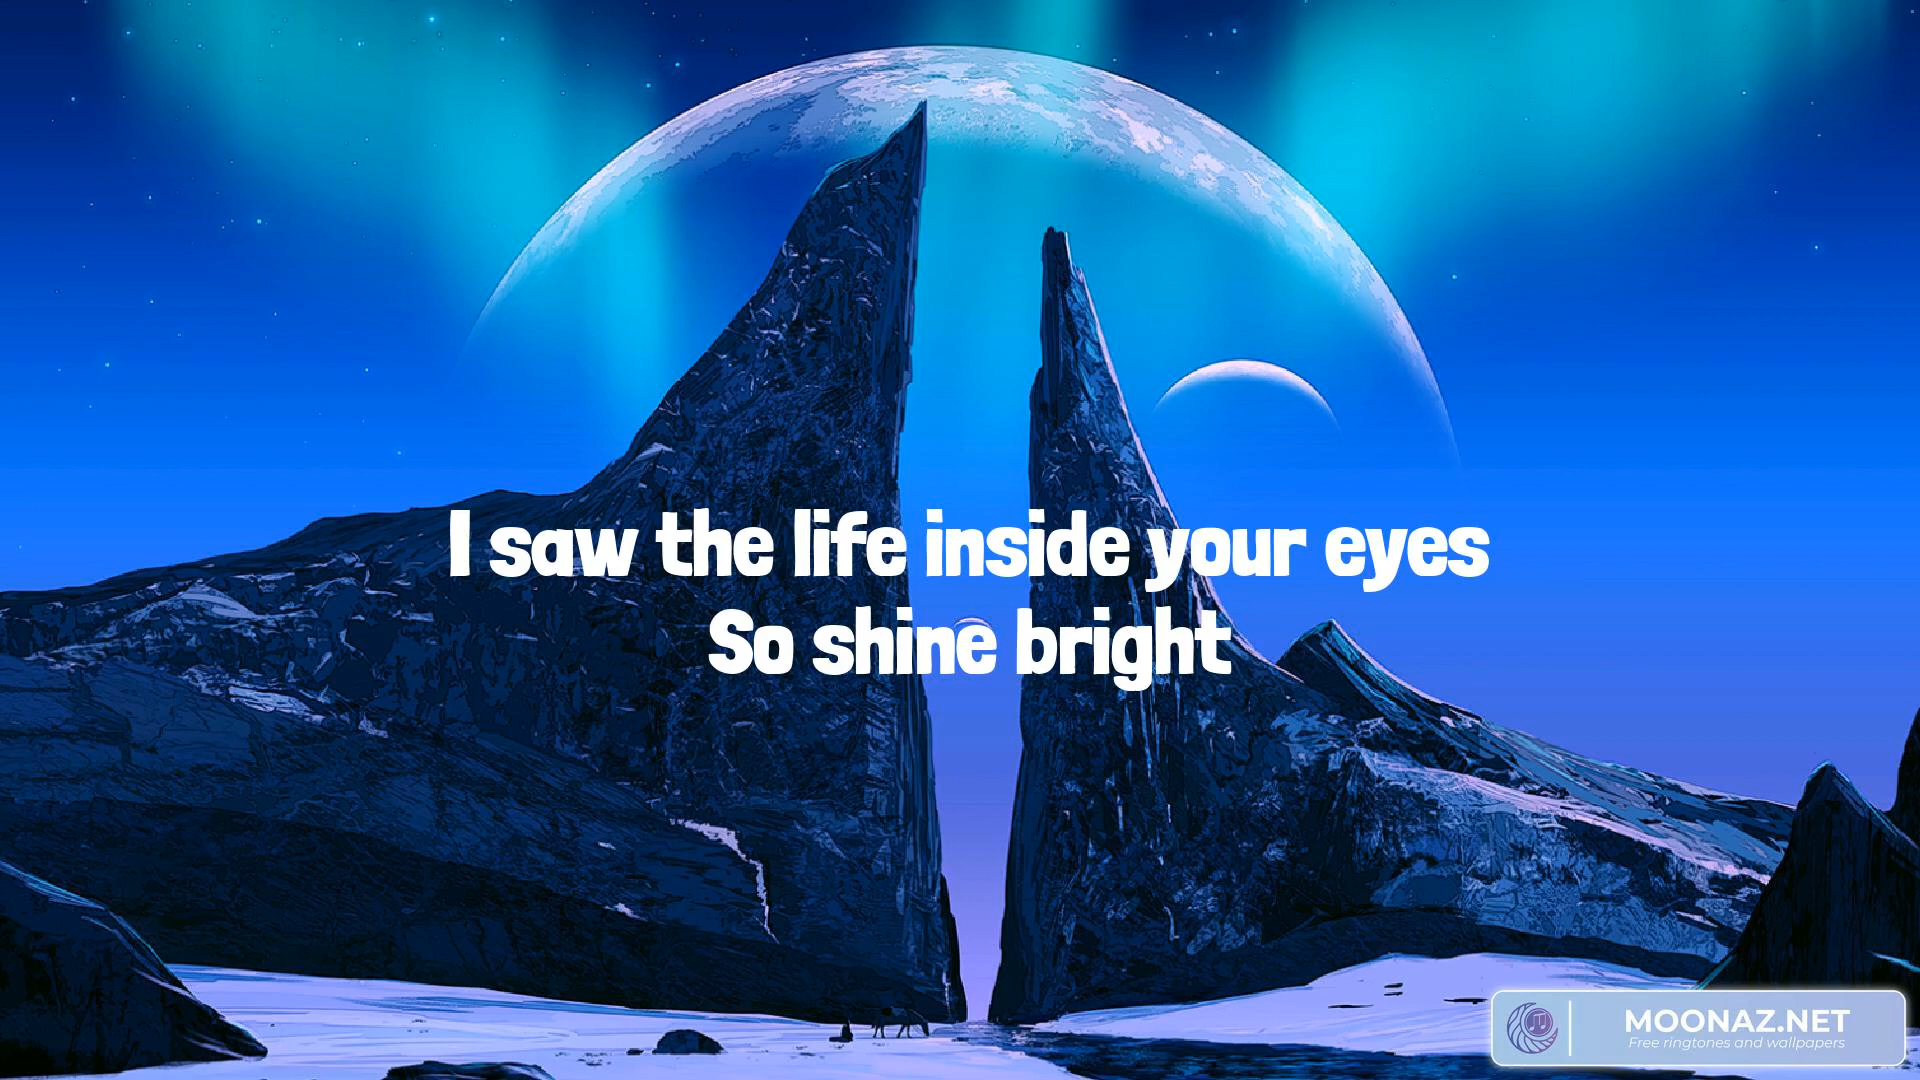 I saw the life inside your eyes
So shine bright
MOONAZ.NET
Free ringtones and wallpapers